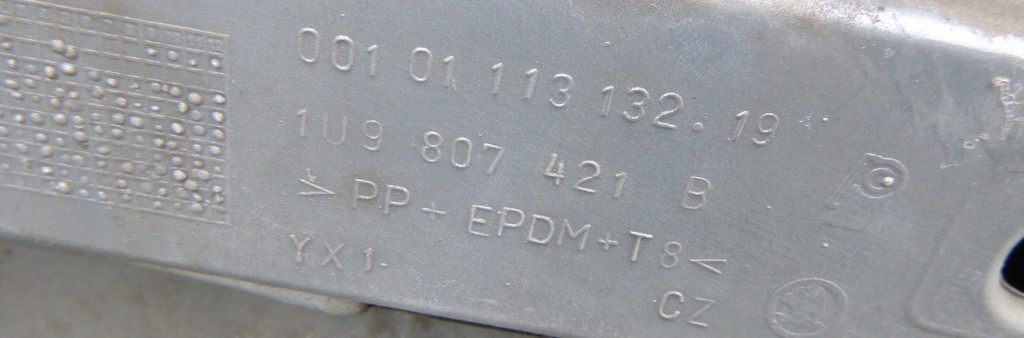 001 01 113 132. 19
1U9 807 421 B
>PP+EPDM+T8<
YX1
CZ